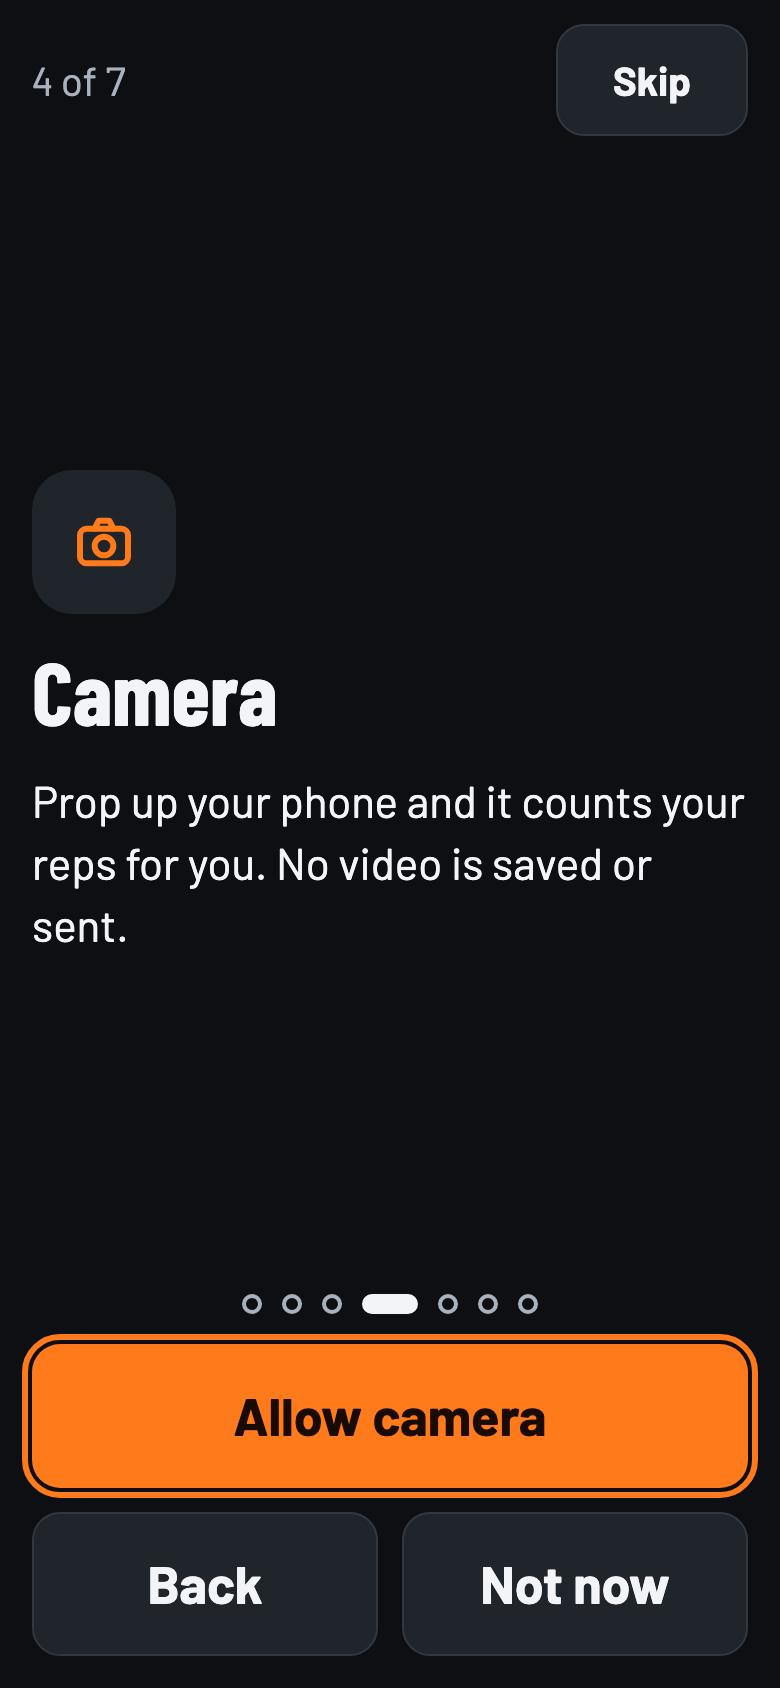 4 of 7
Skip
Camera
Prop up your phone and it counts your
reps for you. No video is saved or
sent.
Allow camera
Back
Not now